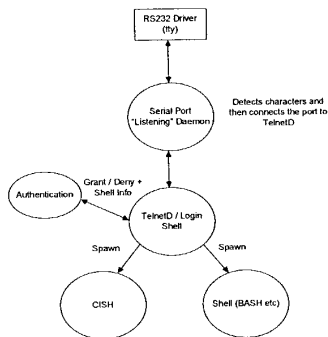 RS232 Driver
(tty)
Serial Port
"Listening" Daemon
Detects characters and
then connects the port to
TelnetD
Grant / Deny +
Shell Info
Authentication
TelnetD / Login
Shell
Spawn
Spawn
CISH
Shell (BASH etc)